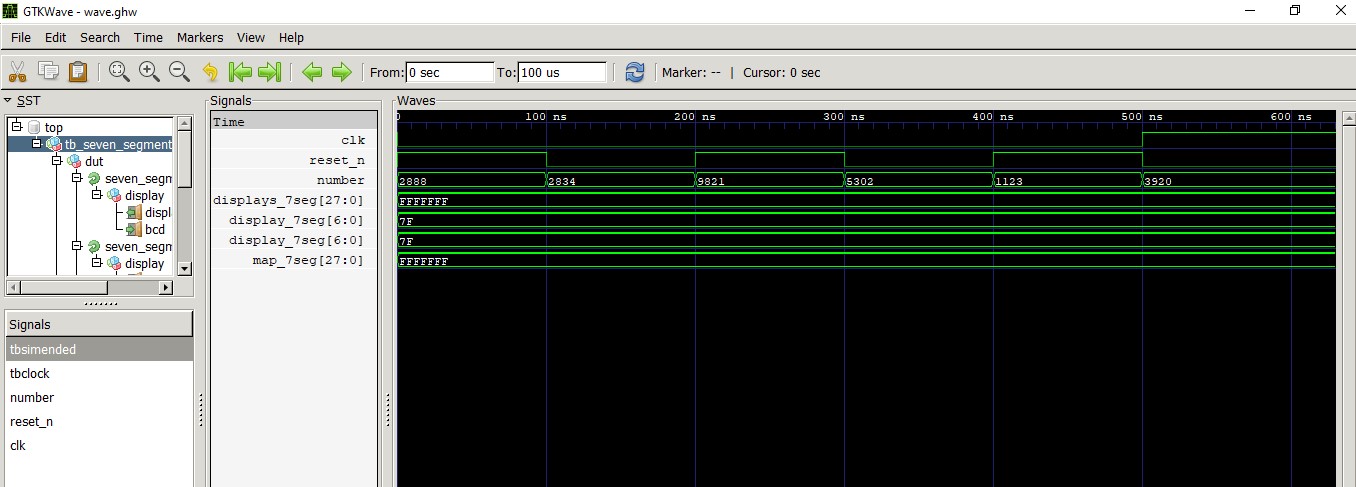 GTKWave - wave.ghw
File Edit Search Time Markers View Help
From: 0 sec To: 100 us Marker: -- | Cursor: 0 sec
SST
top
tb_seven_segment
dut
seven_segm
display
displ
bcd
seven_segm
display
Signals
tbsimended
tbclock
number
reset_n
clk
Signals
Time
clk
reset_n
number
displays_7seg[27:0]
display_7seg[6:0]
display_7seg[6:0]
map_7seg[27:0]
Waves
0 100 ns 200 ns 300 ns 400 ns 500 ns 600 ns
2888 2834 9821 5302 1123 3920
FFFFFFF
7F
7F
FFFFFFF